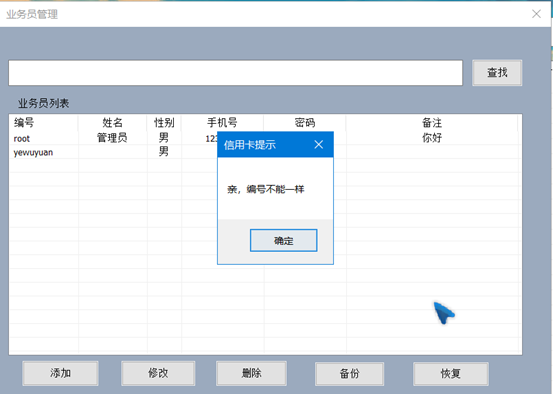 业务员管理
查找
业务员列表
编号 姓名 性别 手机号 密码 备注
root 管理员 男 你好
yewuyuan 男
信用卡提示
亲，编号不能一样
确定
添加 修改 删除 备份 恢复